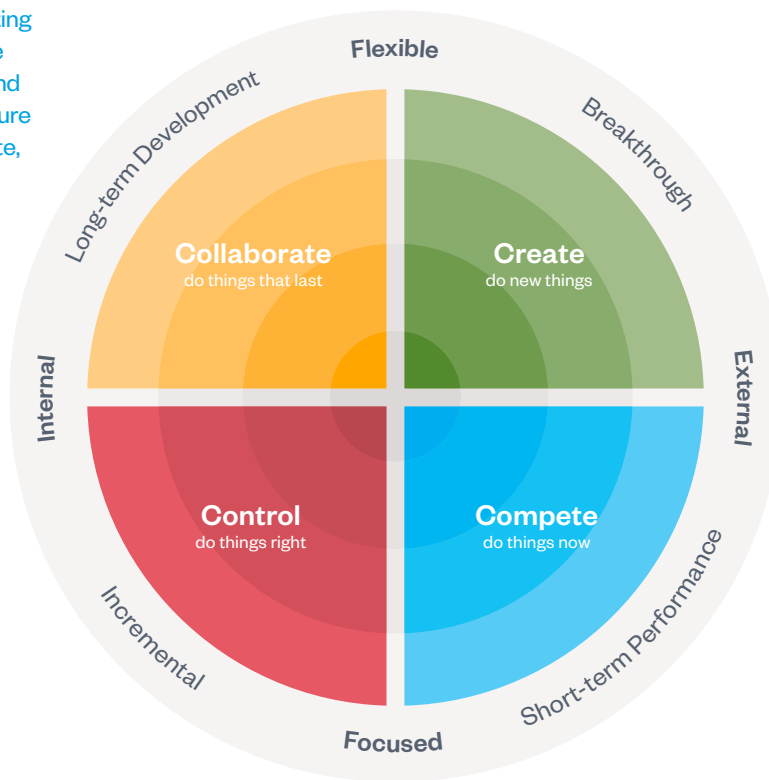 Flexible
Long-term Development
Breakthrough
Collaborate
do things that last
Create
do new things
Internal
External
Control
do things right
Compete
do things now
Incremental
Short-term Performance
Focused